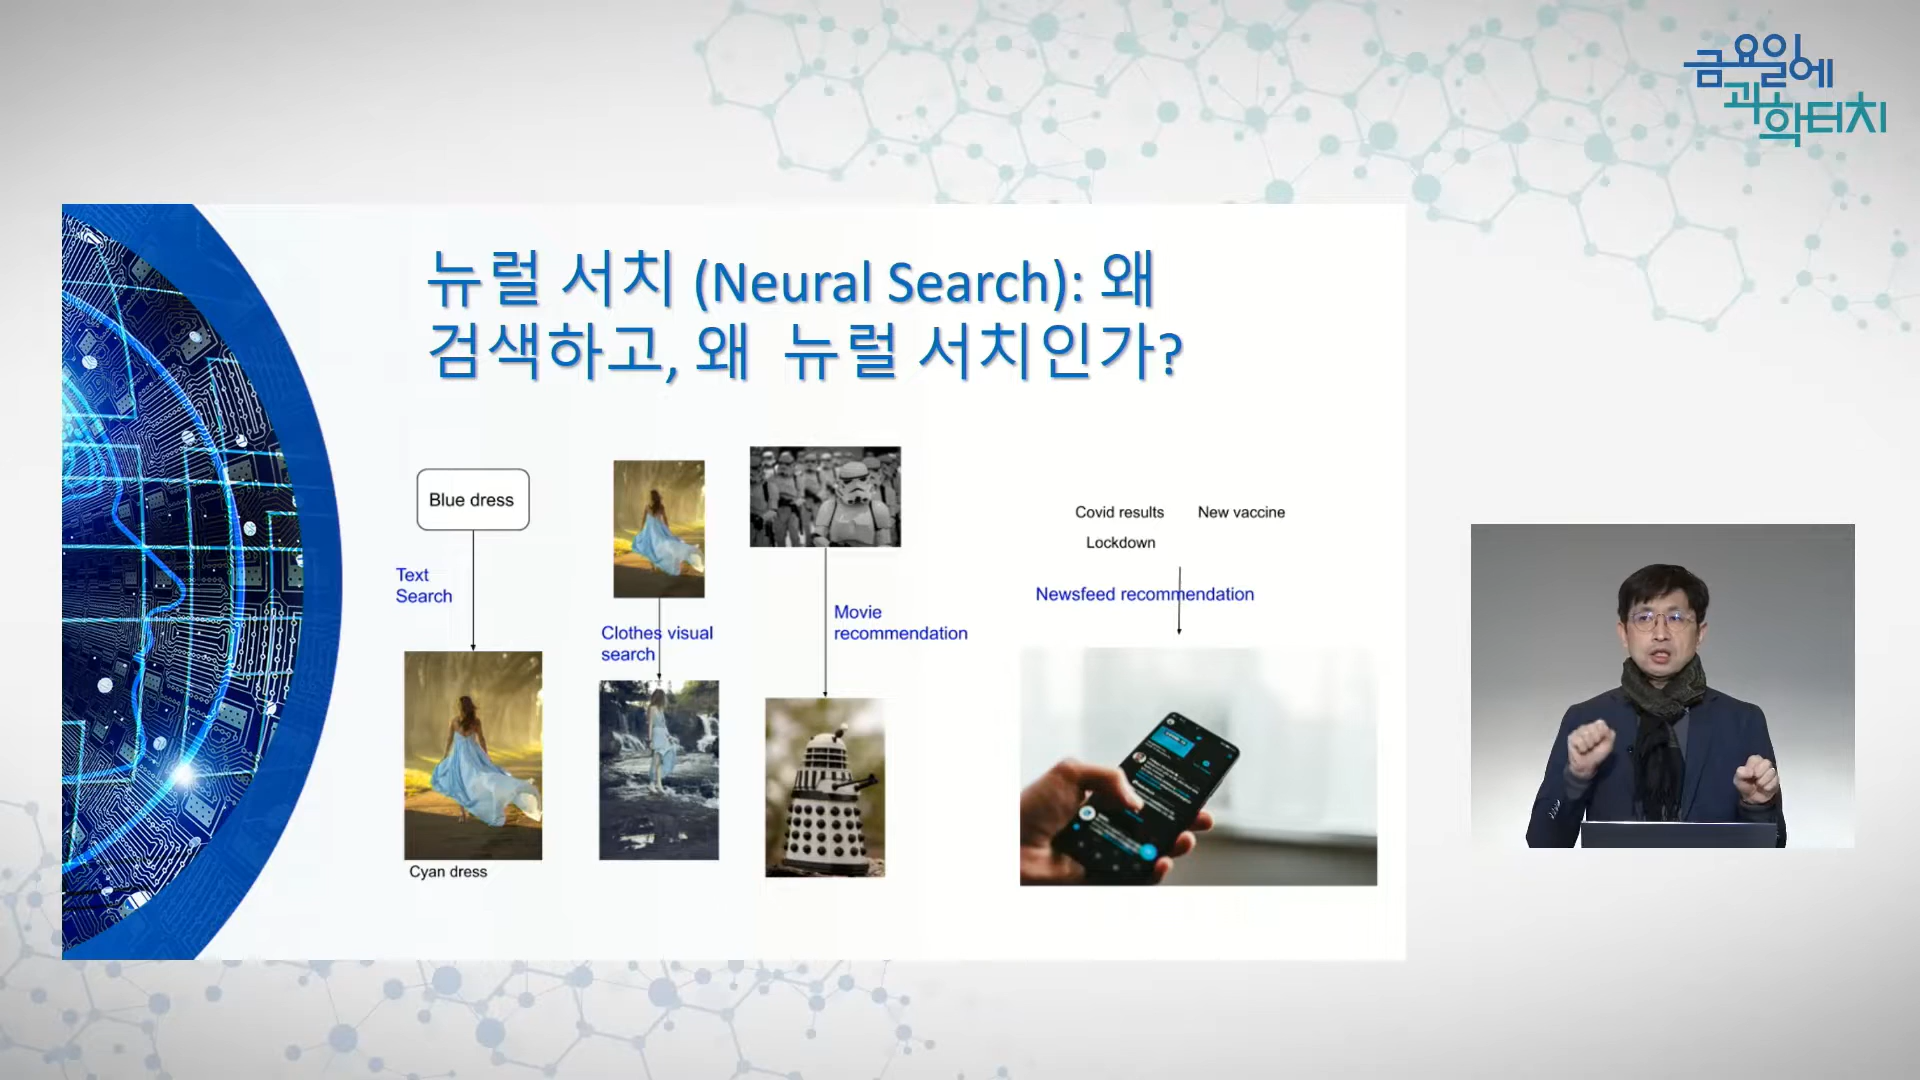 금요일에
과학터치
뉴럴 서치 (Neural Search): 왜
검색하고, 왜 뉴럴 서치인가?
Blue dress
Text
Search
Cyan dress
Clothes visual
search
Movie
recommendation
Covid results New vaccine
Lockdown
Newsfeed recommendation